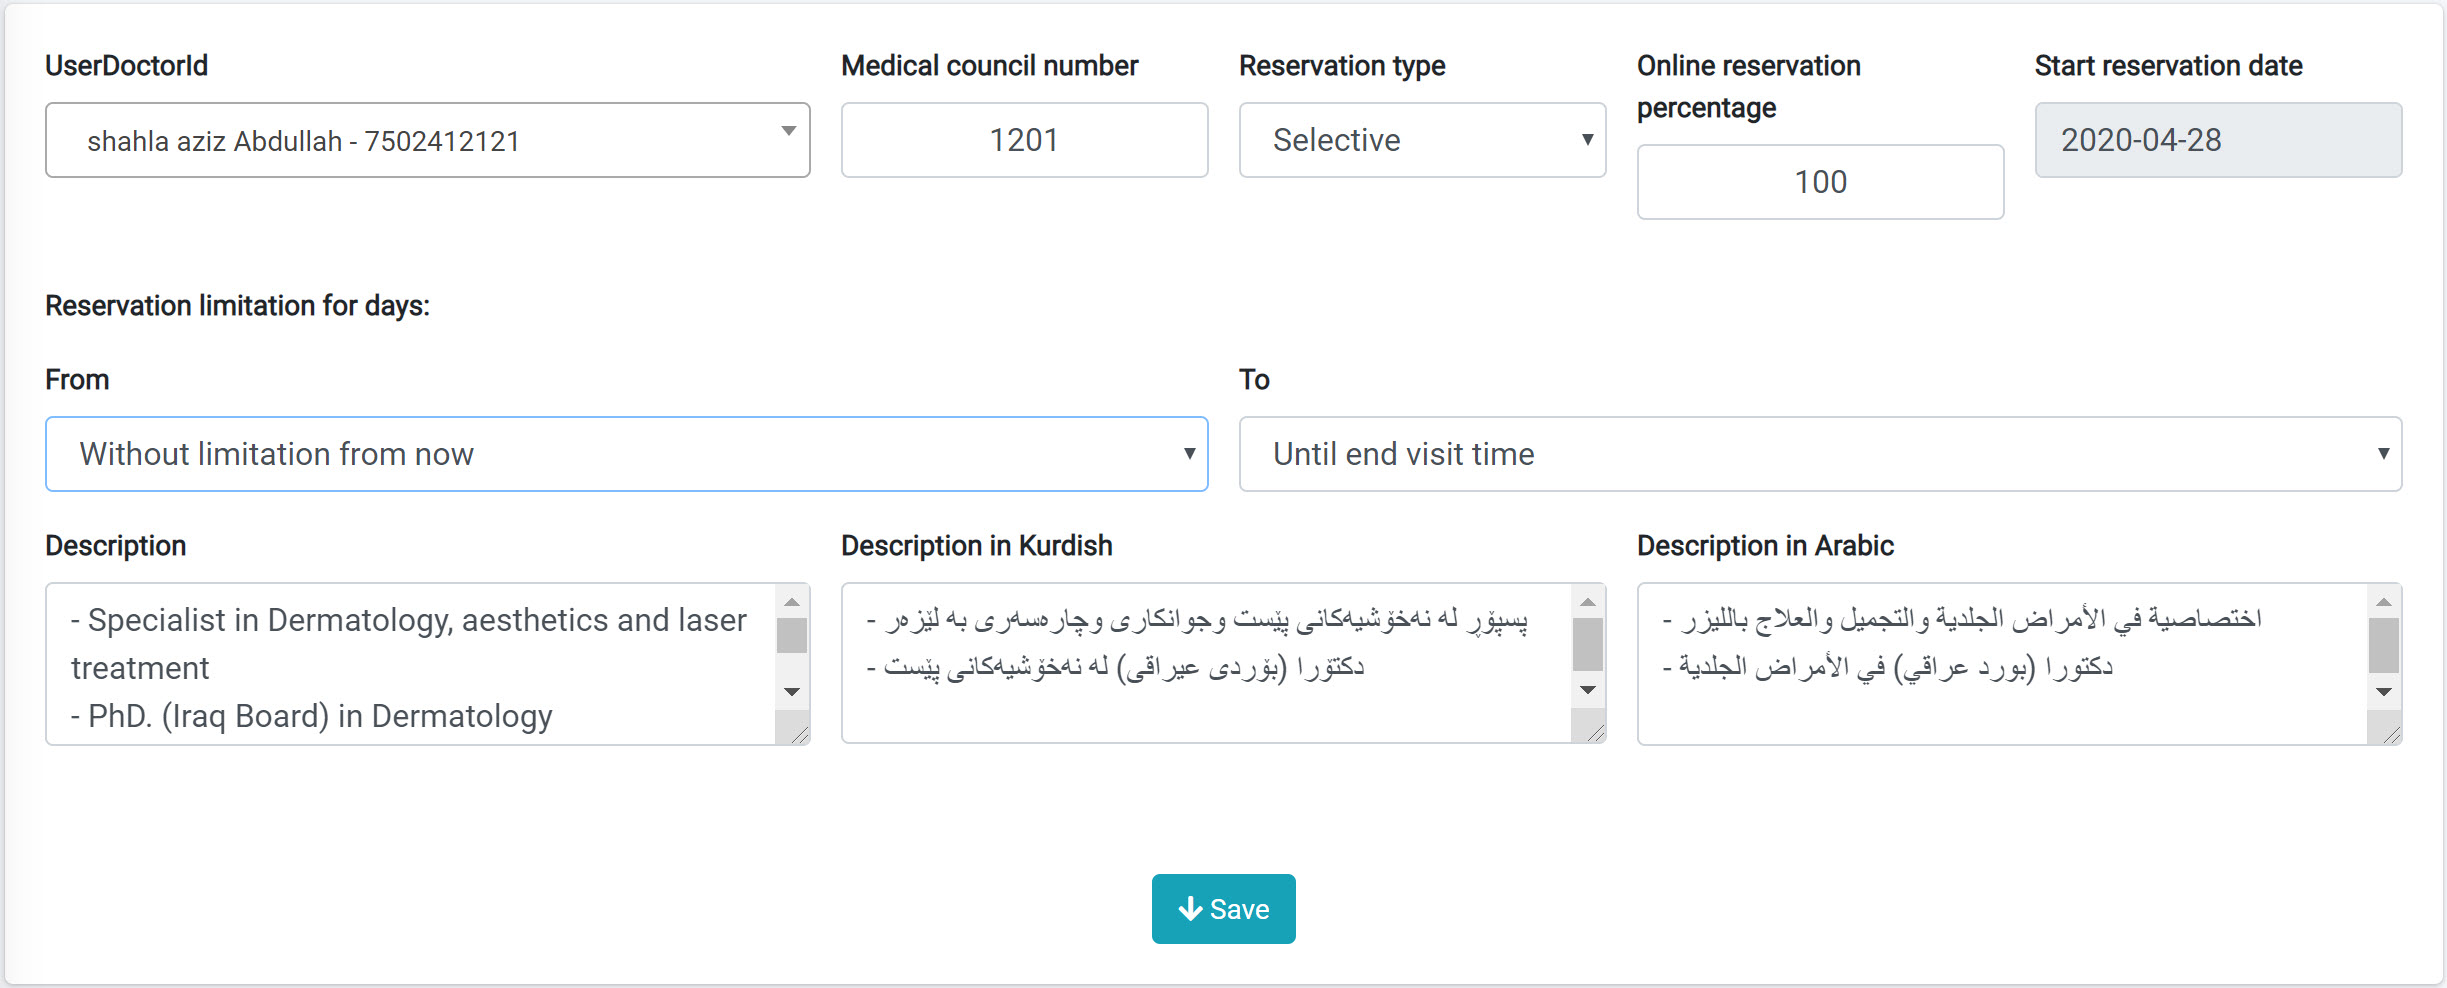 UserDoctorId
Medical council number
Reservation type
Online reservation
percentage
Start reservation date
shahla aziz Abdullah - 7502412121
1201
Selective
100
2020-04-28
Reservation limitation for days:
From
To
Without limitation from now
Until end visit time
Description
Description in Kurdish
Description in Arabic
- Specialist in Dermatology, aesthetics and laser
treatment
- PhD. (Iraq Board) in Dermatology
- پسپۆڕ لە نەخۆشیەکانی پێست وجوانکاری وچارەسەری بە لێزەر
- دکتۆرا (بۆردی عیراقی) لە نەخۆشیەکانی پێست
- اختصاصية في الأمراض الجلدية والتجميل والعلاج بالليزر
- دكتورا (بورد عراقي) في الأمراض الجلدية
Save